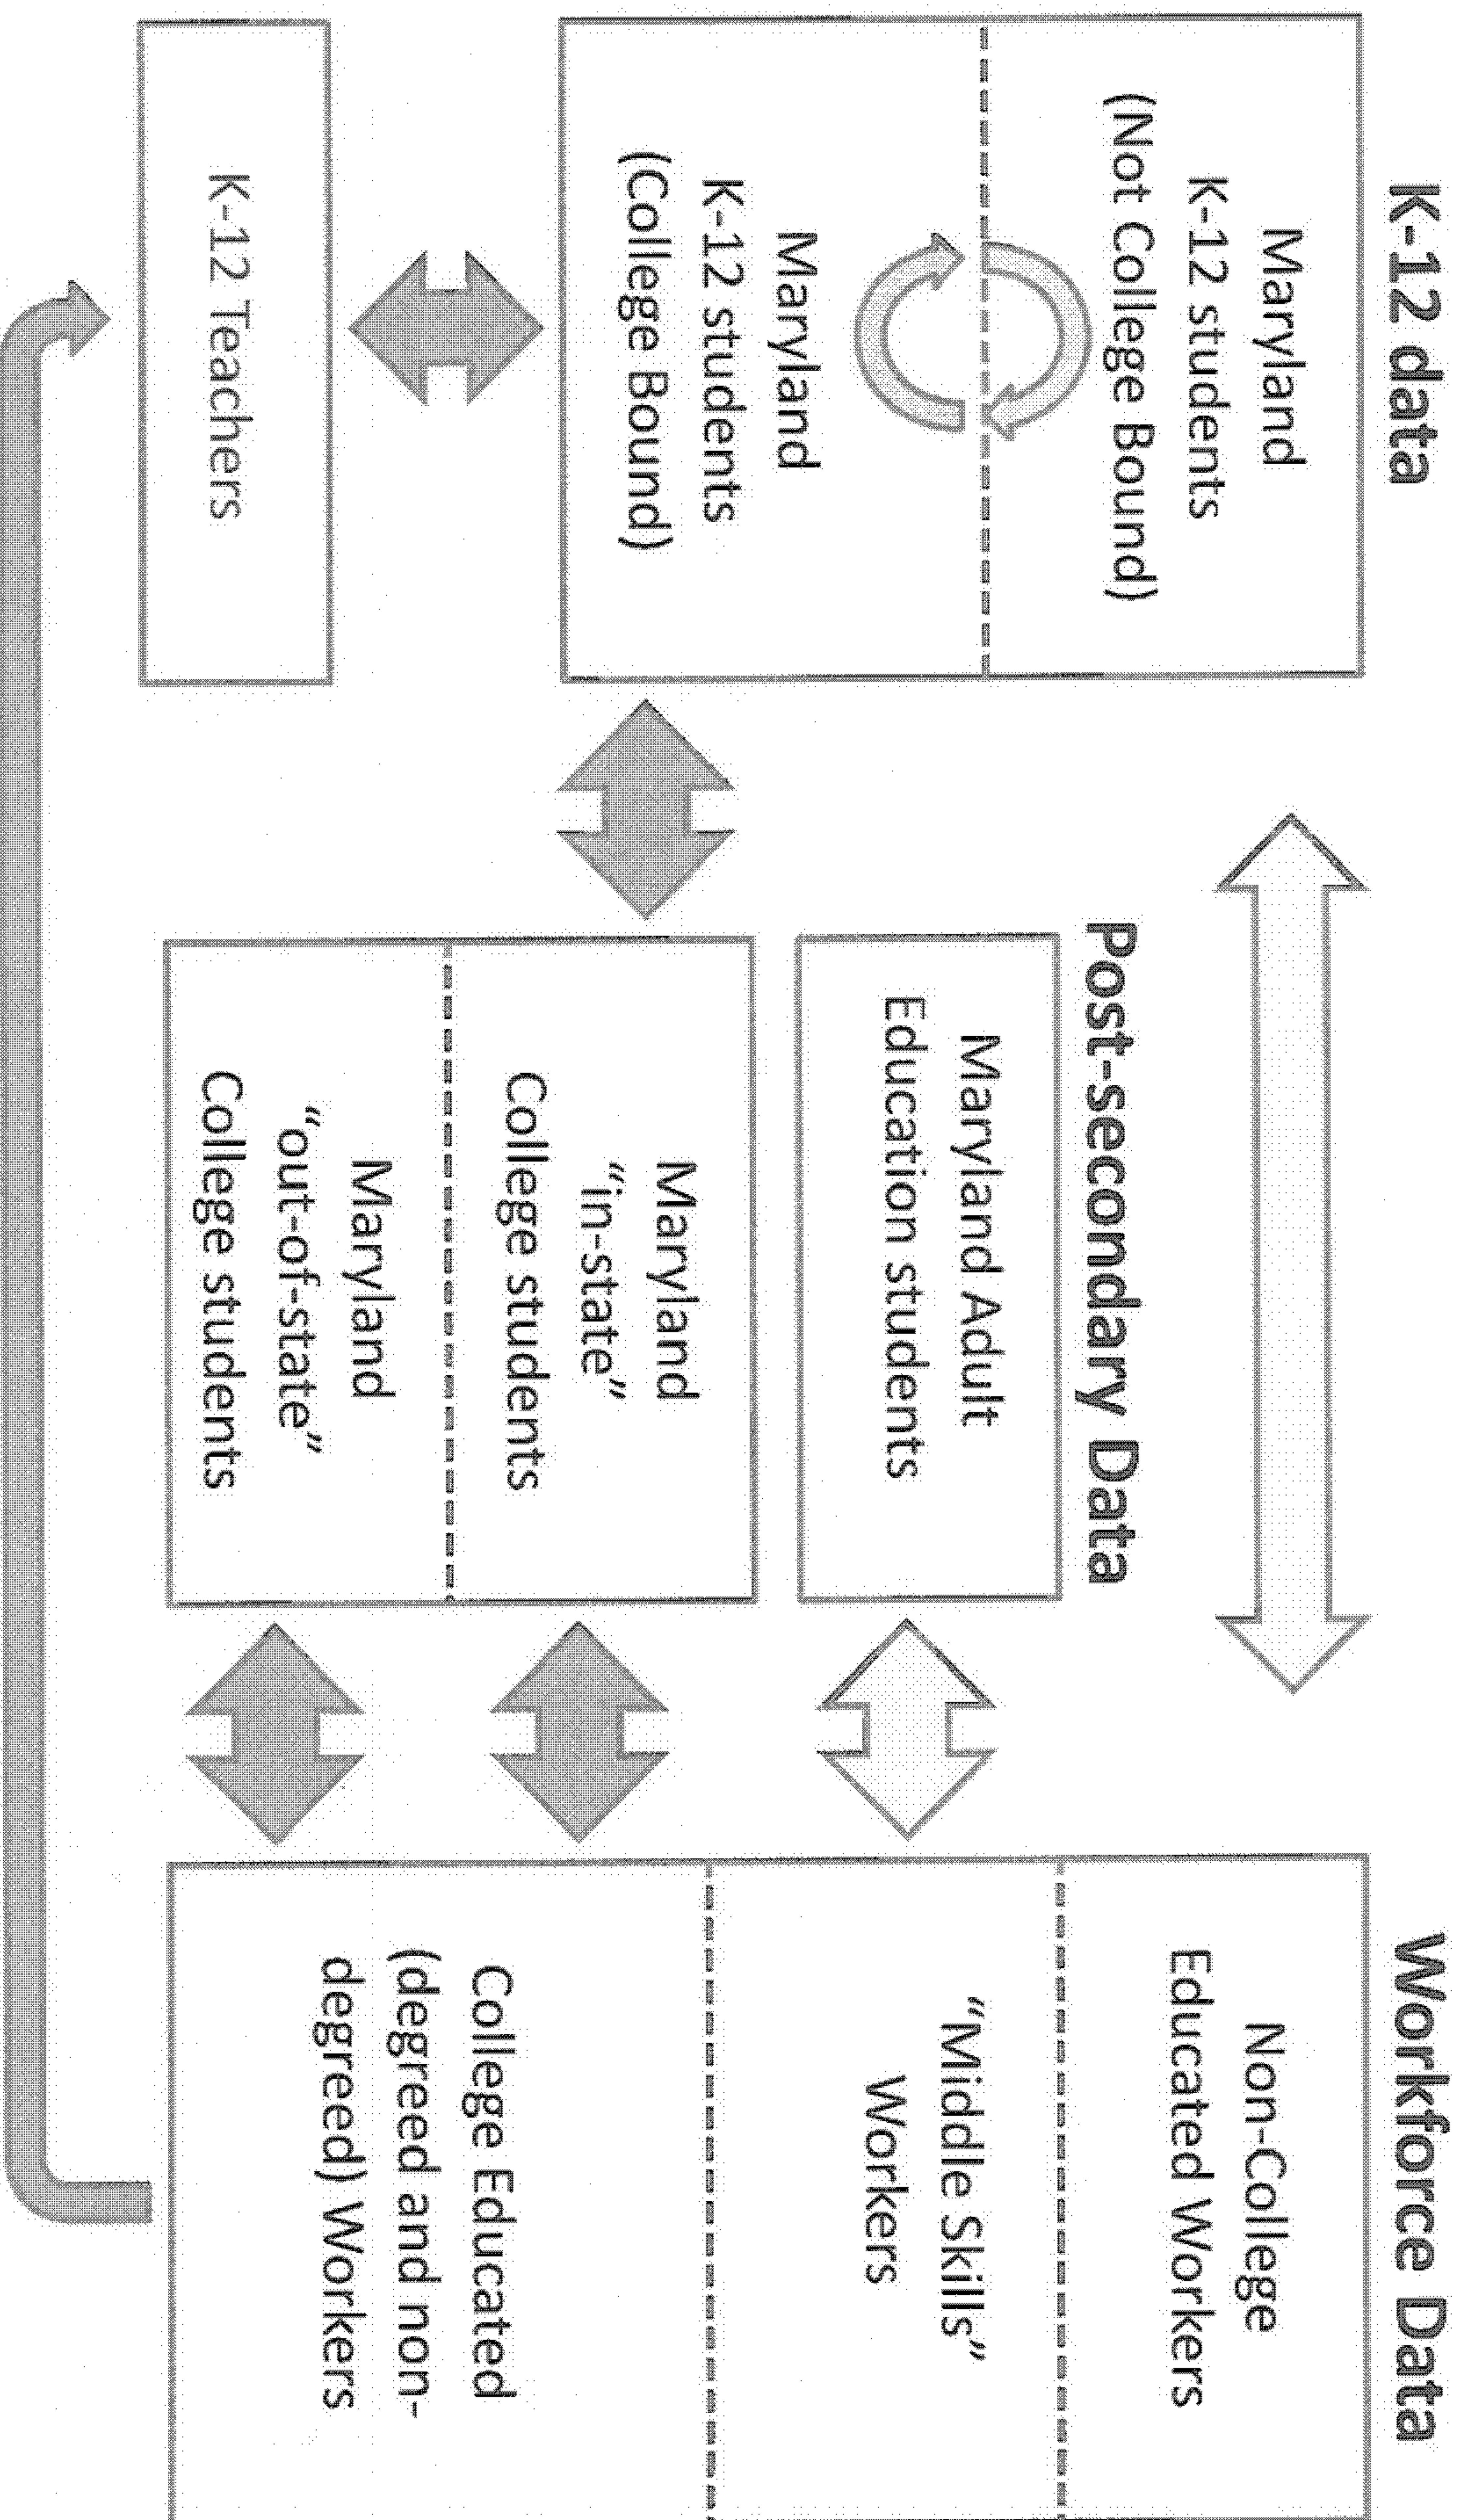 K-12 data
Maryland
K-12 students
(Not College Bound)
Maryland
K-12 students
(College Bound)
K-12 Teachers
Post-secondary Data
Maryland Adult
Education students
Maryland
“in-state”
College students
Maryland
“out-of-state”
College students
Workforce Data
Non-College
Educated Workers
“Middle Skills”
Workers
College Educated
(degreed and non-
degreed) Workers